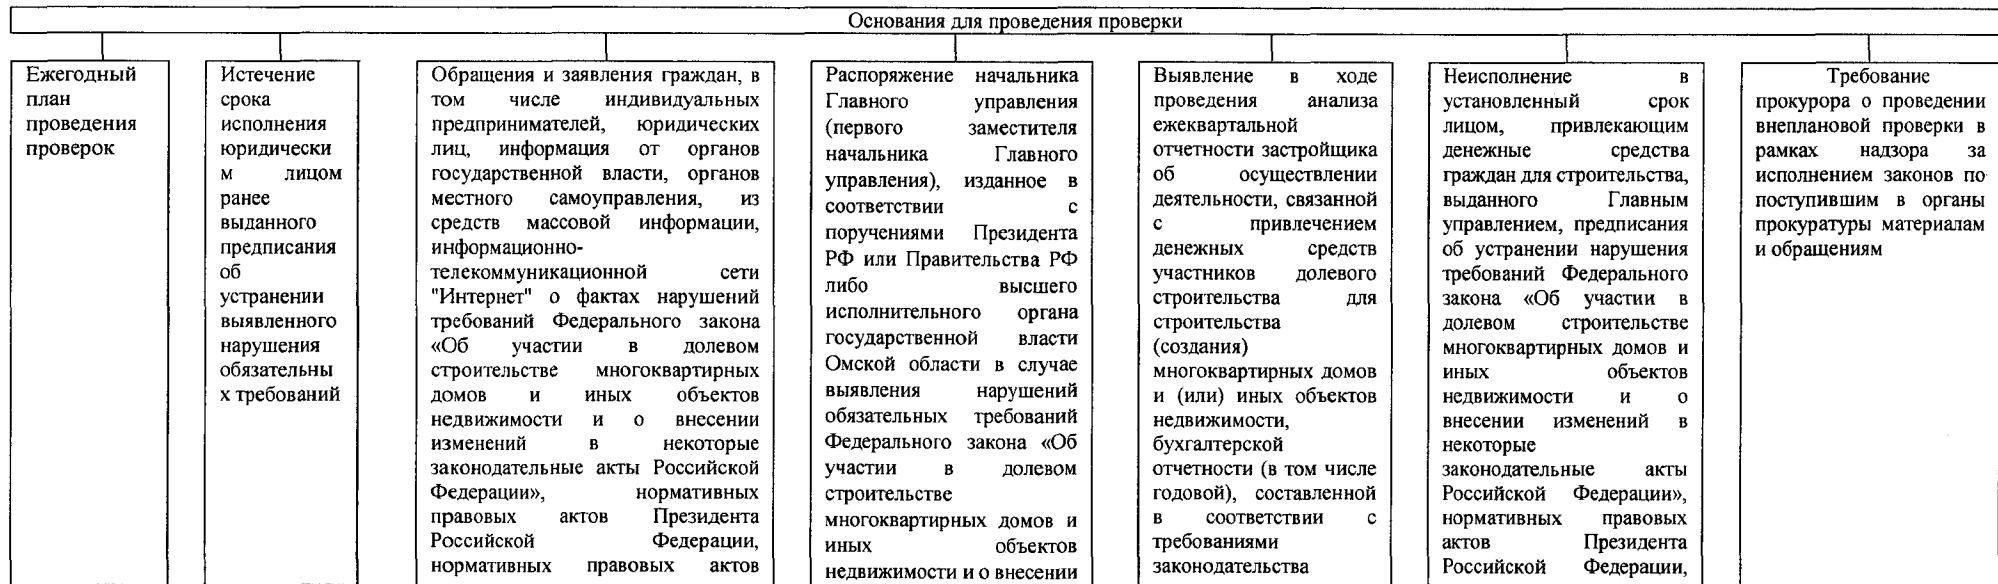 Основания для проведения проверки
Ежегодный
план
проведения
проверок
Истечение
срока
исполнения
юридически
м лицом
ранее
выданного
предписания
об
устранении
выявленного
нарушения
обязательны
х требований
Обращения и заявления граждан, в
том числе индивидуальных
предпринимателей, юридических
лиц, информация от органов
государственной власти, органов
местного самоуправления, из
средств массовой информации,
информационно-
телекоммуникационной сети
"Интернет" о фактах нарушений
требований Федерального закона
«Об участии в долевом
строительстве многоквартирных
домов и иных объектов
недвижимости и о внесении
изменений в некоторые
законодательные акты Российской
Федерации», нормативных
правовых актов Президента
Российской Федерации,
нормативных правовых актов
Распоряжение начальника
Главного управления
(первого заместителя
начальника Главного
управления), изданное в
соответствии с
поручениями Президента
РФ или Правительства РФ
либо высшего
исполнительного органа
государственной власти
Омской области в случае
выявления нарушений
обязательных требований
Федерального закона «Об
участии в долевом
строительстве
многоквартирных домов и
иных объектов
недвижимости и о внесении
Выявление в ходе
проведения анализа
ежеквартальной
отчетности застройщика
об осуществлении
деятельности, связанной
с привлечением
денежных средств
участников долевого
строительства для
строительства
(создания)
многоквартирных домов
и (или) иных объектов
недвижимости,
бухгалтерской
отчетности (в том числе
годовой), составленной
в соответствии с
требованиями
законодательства
Неисполнение в
установленный срок
лицом, привлекающим
денежные средства
граждан для строительства,
выданного Главным
управлением, предписания
об устранении нарушения
требований Федерального
закона «Об участии в
долевом строительстве
многоквартирных домов и
иных объектов
недвижимости и о
внесении изменений в
некоторые
законодательные акты
Российской Федерации»,
нормативных правовых
актов Президента
Российской Федерации,
Требование
прокурора о проведении
внеплановой проверки в
рамках надзора за
исполнением законов по
поступившим в органы
прокуратуры материалам
и обращениям